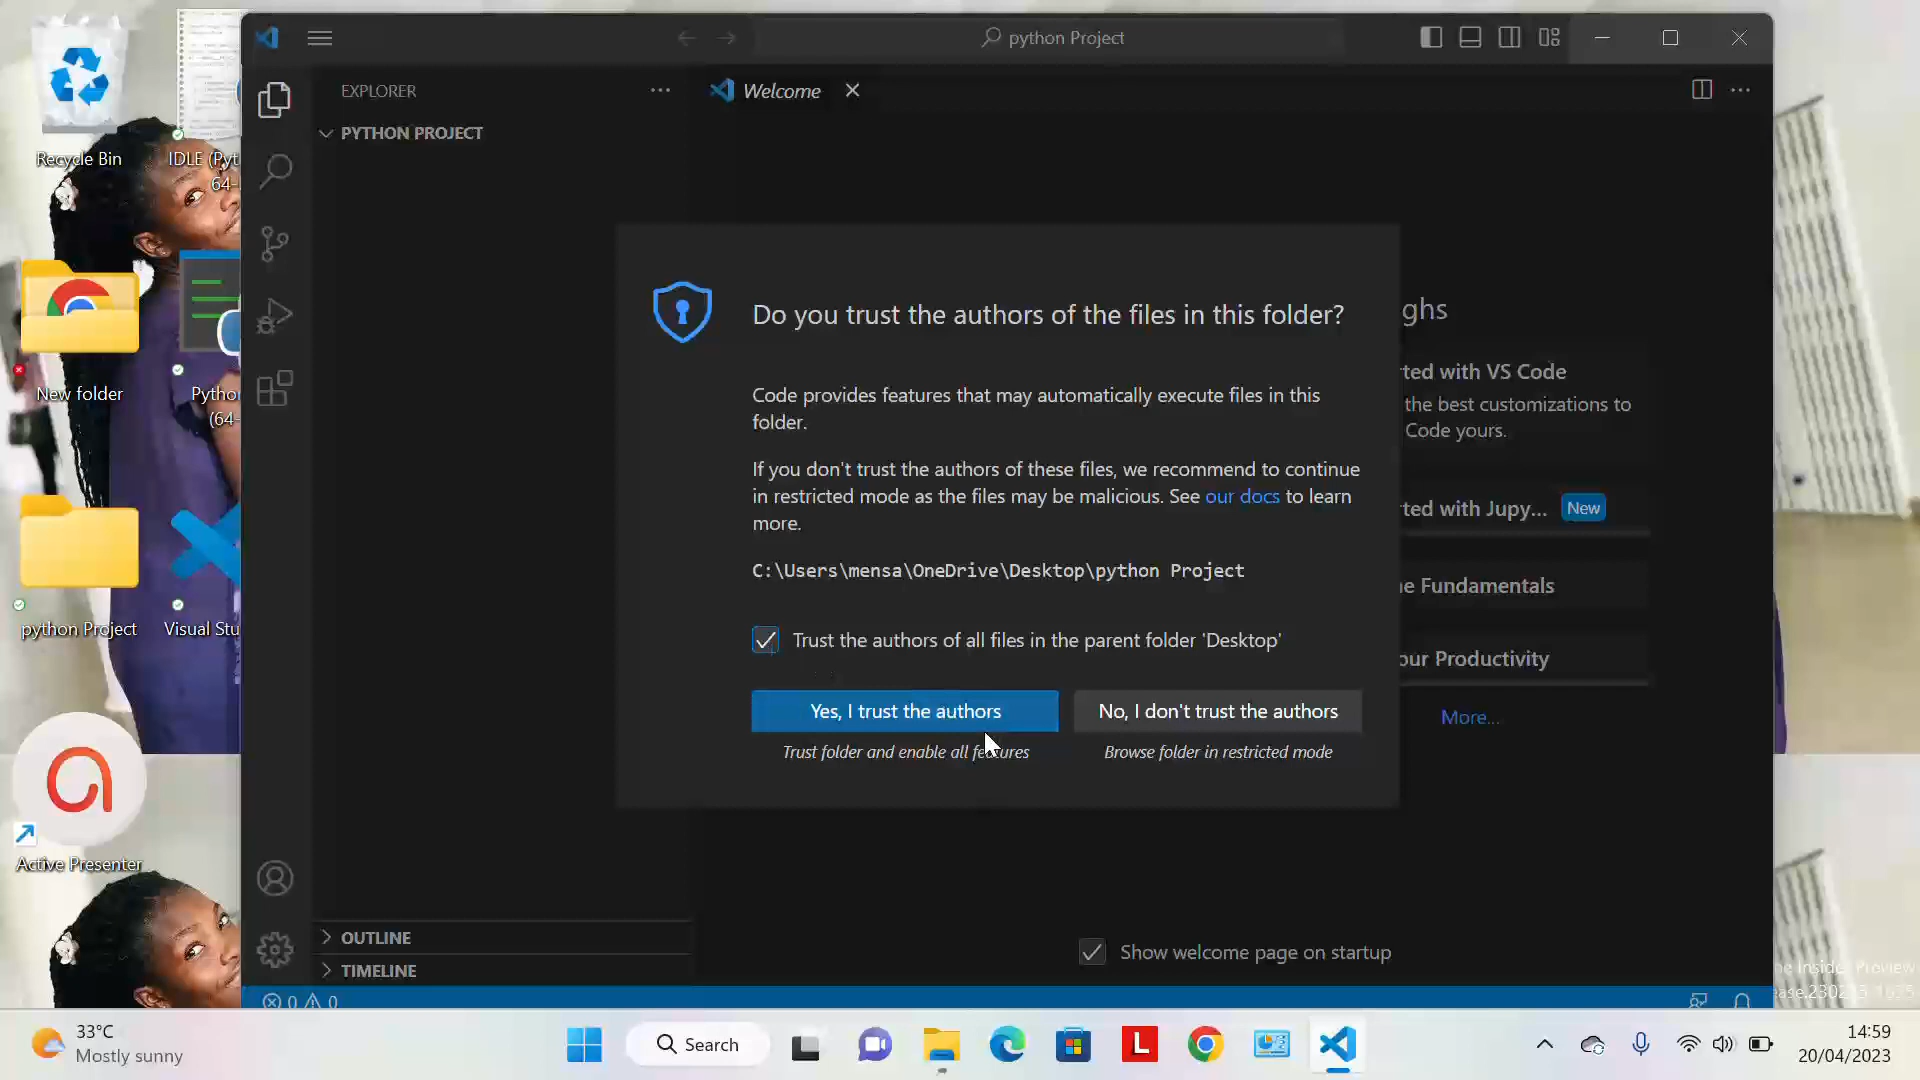 python Project
EXPLORER
Welcome
PYTHON PROJECT
Recycle Bin
IDLE (Pyt
64-
New folder
Pytho
(64-
python Project
Visual Stu
Active Presenter
Do you trust the authors of the files in this folder?
Code provides features that may automatically execute files in this
folder.
If you don't trust the authors of these files, we recommend to continue
in restricted mode as the files may be malicious. See our docs to learn
more.
C:\Users\mensa\OneDrive\Desktop\python Project
Trust the authors of all files in the parent folder 'Desktop'
Yes, I trust the authors
No, I don't trust the authors
Trust folder and enable all features
Browse folder in restricted mode
ghs
rted with VS Code
the best customizations to
Code yours.
rted with Jupy...
New
e Fundamentals
our Productivity
More...
OUTLINE
TIMELINE
Show welcome page on startup
0
0
33°C
Mostly sunny
Search
L
14:59
20/04/2023